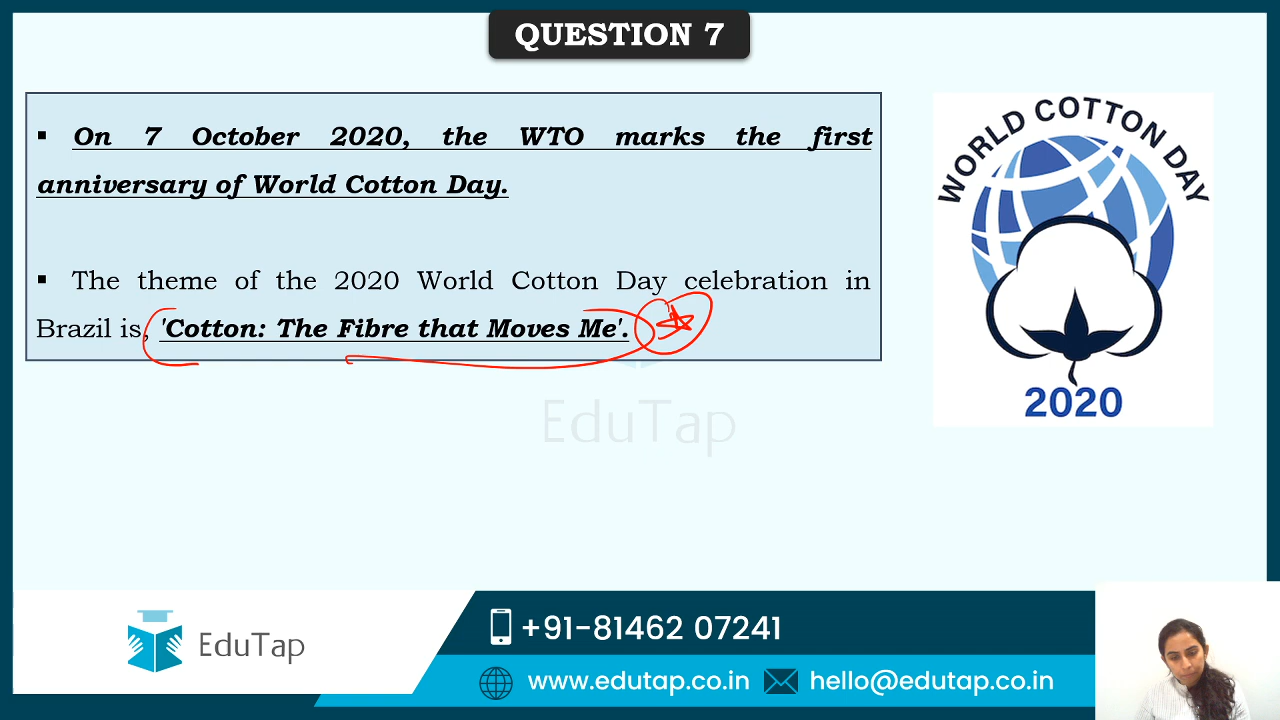 QUESTION 7
▪ On 7 October 2020, the WTO marks the first
anniversary of World Cotton Day.
▪ The theme of the 2020 World Cotton Day celebration in
Brazil is, 'Cotton: The Fibre that Moves Me'.
WORLD COTTON DAY
2020
EduTap
EduTap
+91-81462 07241
www.edutap.co.in
hello@edutap.co.in